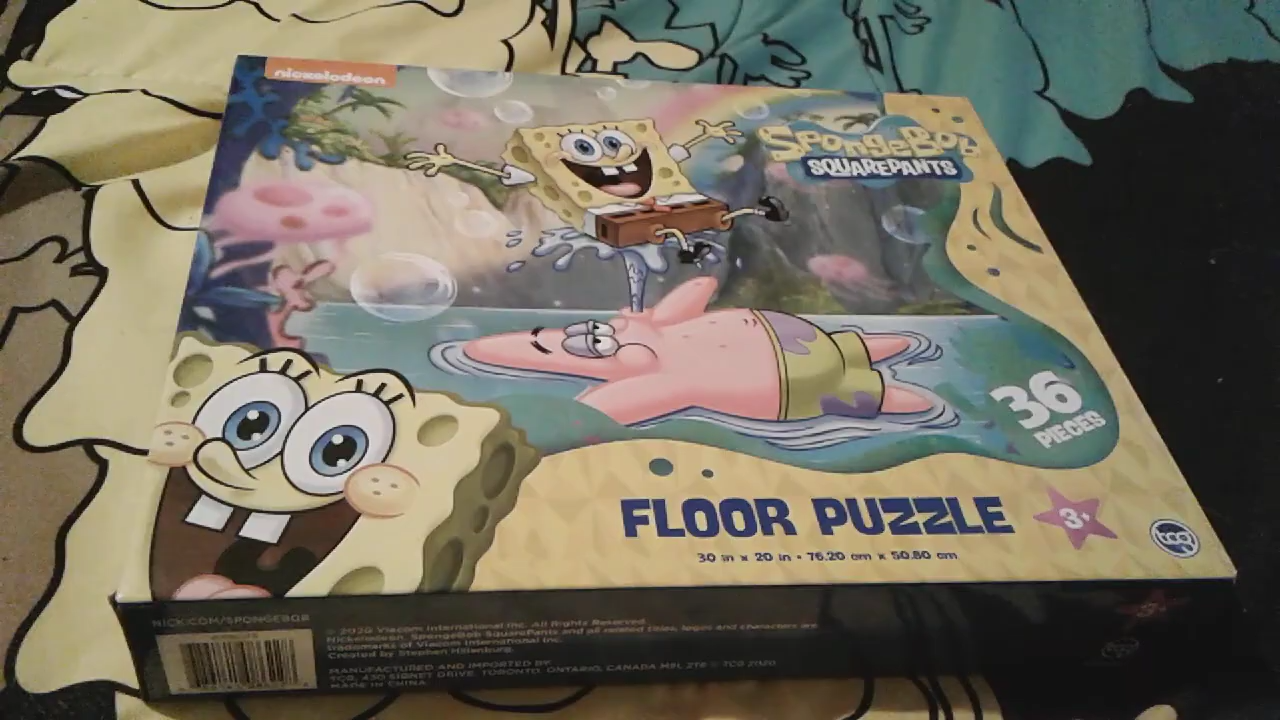 nickelodeon
SpongeBob
SQUAREPANTS
36
PIECES
FLOOR PUZZLE
3+
30 in x 20 in • 76.20 cm x 50.80 cm
tcg
NICK.COM/SPONGEBOB
© 2020 Viacom International Inc. All Rights Reserved.
Nickelodeon, SpongeBob SquarePants and all related titles, logos and characters are
trademarks of Viacom International Inc.
Created by Stephen Hillenburg.
MANUFACTURED AND IMPORTED BY
TCG, 430 SIGNET DRIVE, TORONTO, ONTARIO, CANADA M9L 2T6 © TCG 2020
MADE IN CHINA